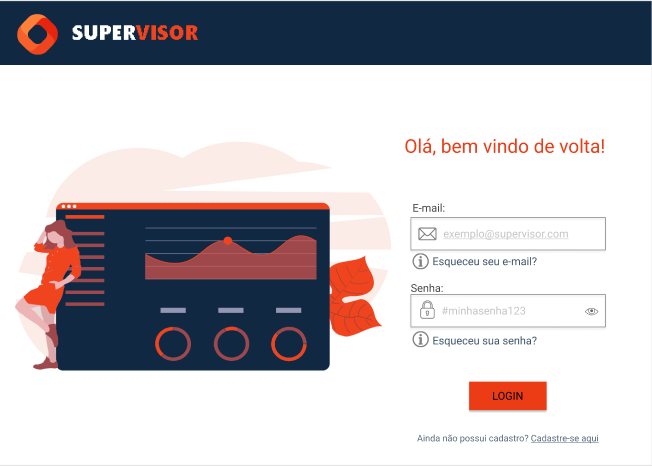 SUPERVISOR
Olá, bem vindo de volta!
E-mail:
exemplo@supervisor.com
Esqueceu seu e-mail?
Senha:
#minhasenha123
Esqueceu sua senha?
LOGIN
Ainda não possui cadastro? Cadastre-se aqui